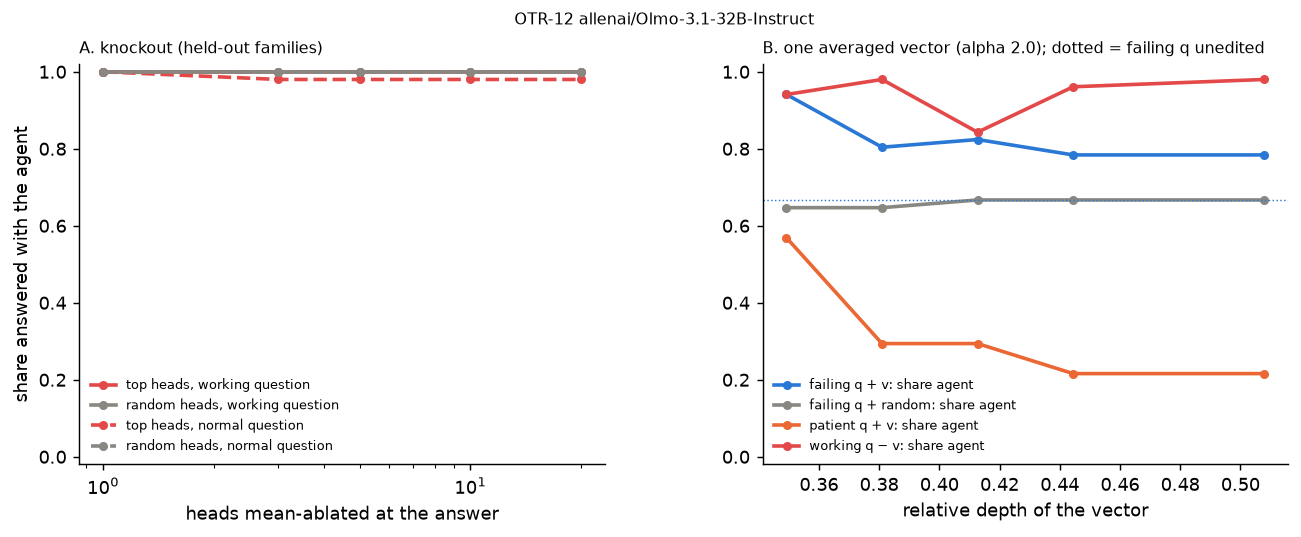 OTR-12 allenai/Olmo-3.1-32B-Instruct
A. knockout (held-out families)
share answered with the agent
1.0
0.8
0.6
0.4
0.2
0.0
top heads, working question
random heads, working question
top heads, normal question
random heads, normal question
10⁰
10¹
heads mean-ablated at the answer
B. one averaged vector (alpha 2.0); dotted = failing q unedited
1.0
0.8
0.6
0.4
0.2
0.0
failing q + v: share agent
failing q + random: share agent
patient q + v: share agent
working q − v: share agent
0.36 0.38 0.40 0.42 0.44 0.46 0.48 0.50
relative depth of the vector